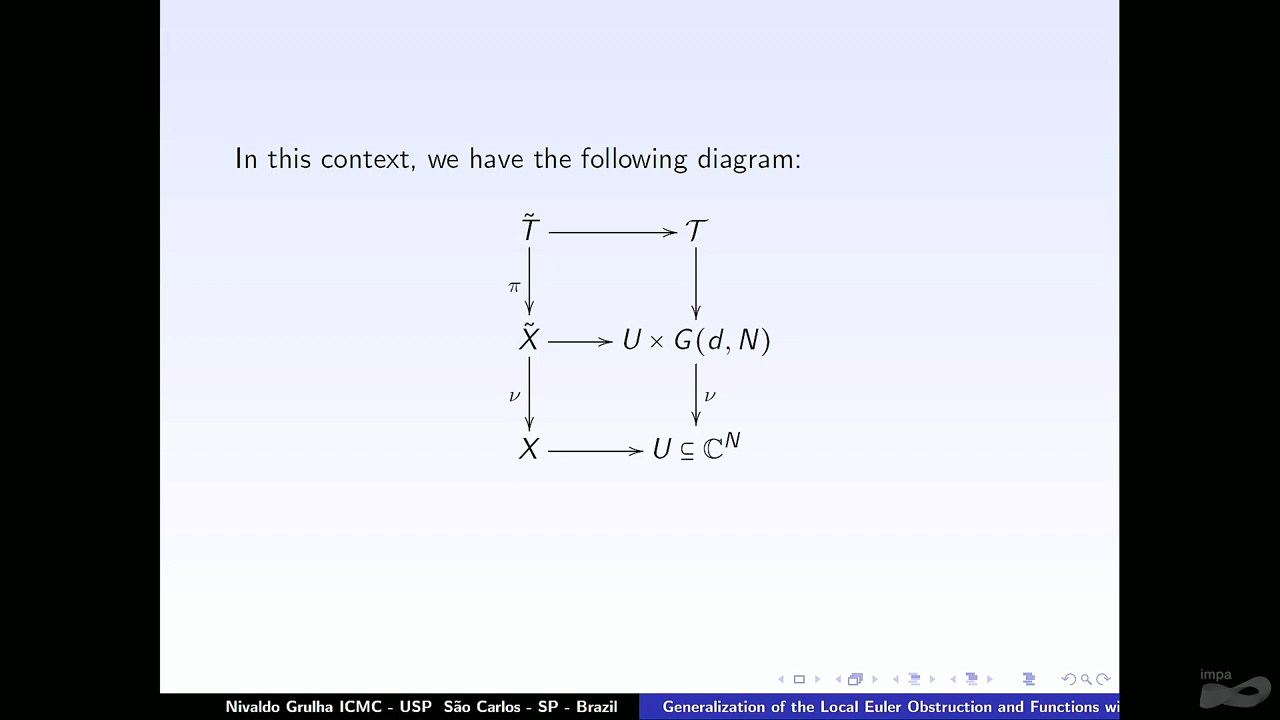 In this context, we have the following diagram:
T̃ 𝒯
π
X̃ U × G(d, N)
ν ν
X U ⊆ ℂᴺ
impa
Nivaldo Grulha ICMC - USP São Carlos - SP - Brazil Generalization of the Local Euler Obstruction and Functions wi